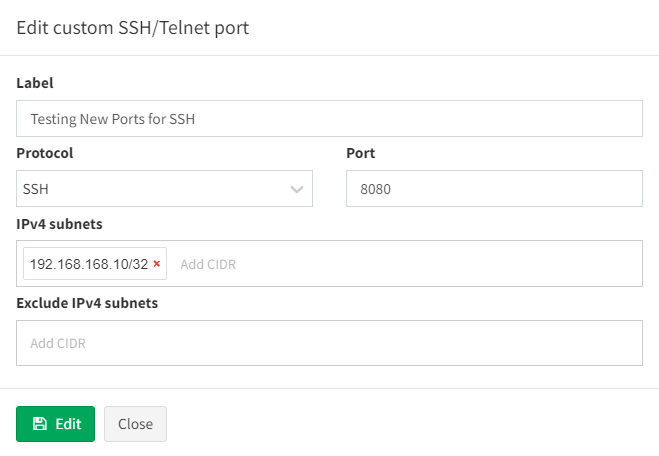 Edit custom SSH/Telnet port
Label
Testing New Ports for SSH
Protocol Port
SSH 8080
IPv4 subnets
192.168.168.10/32 × Add CIDR
Exclude IPv4 subnets
Add CIDR
Edit Close